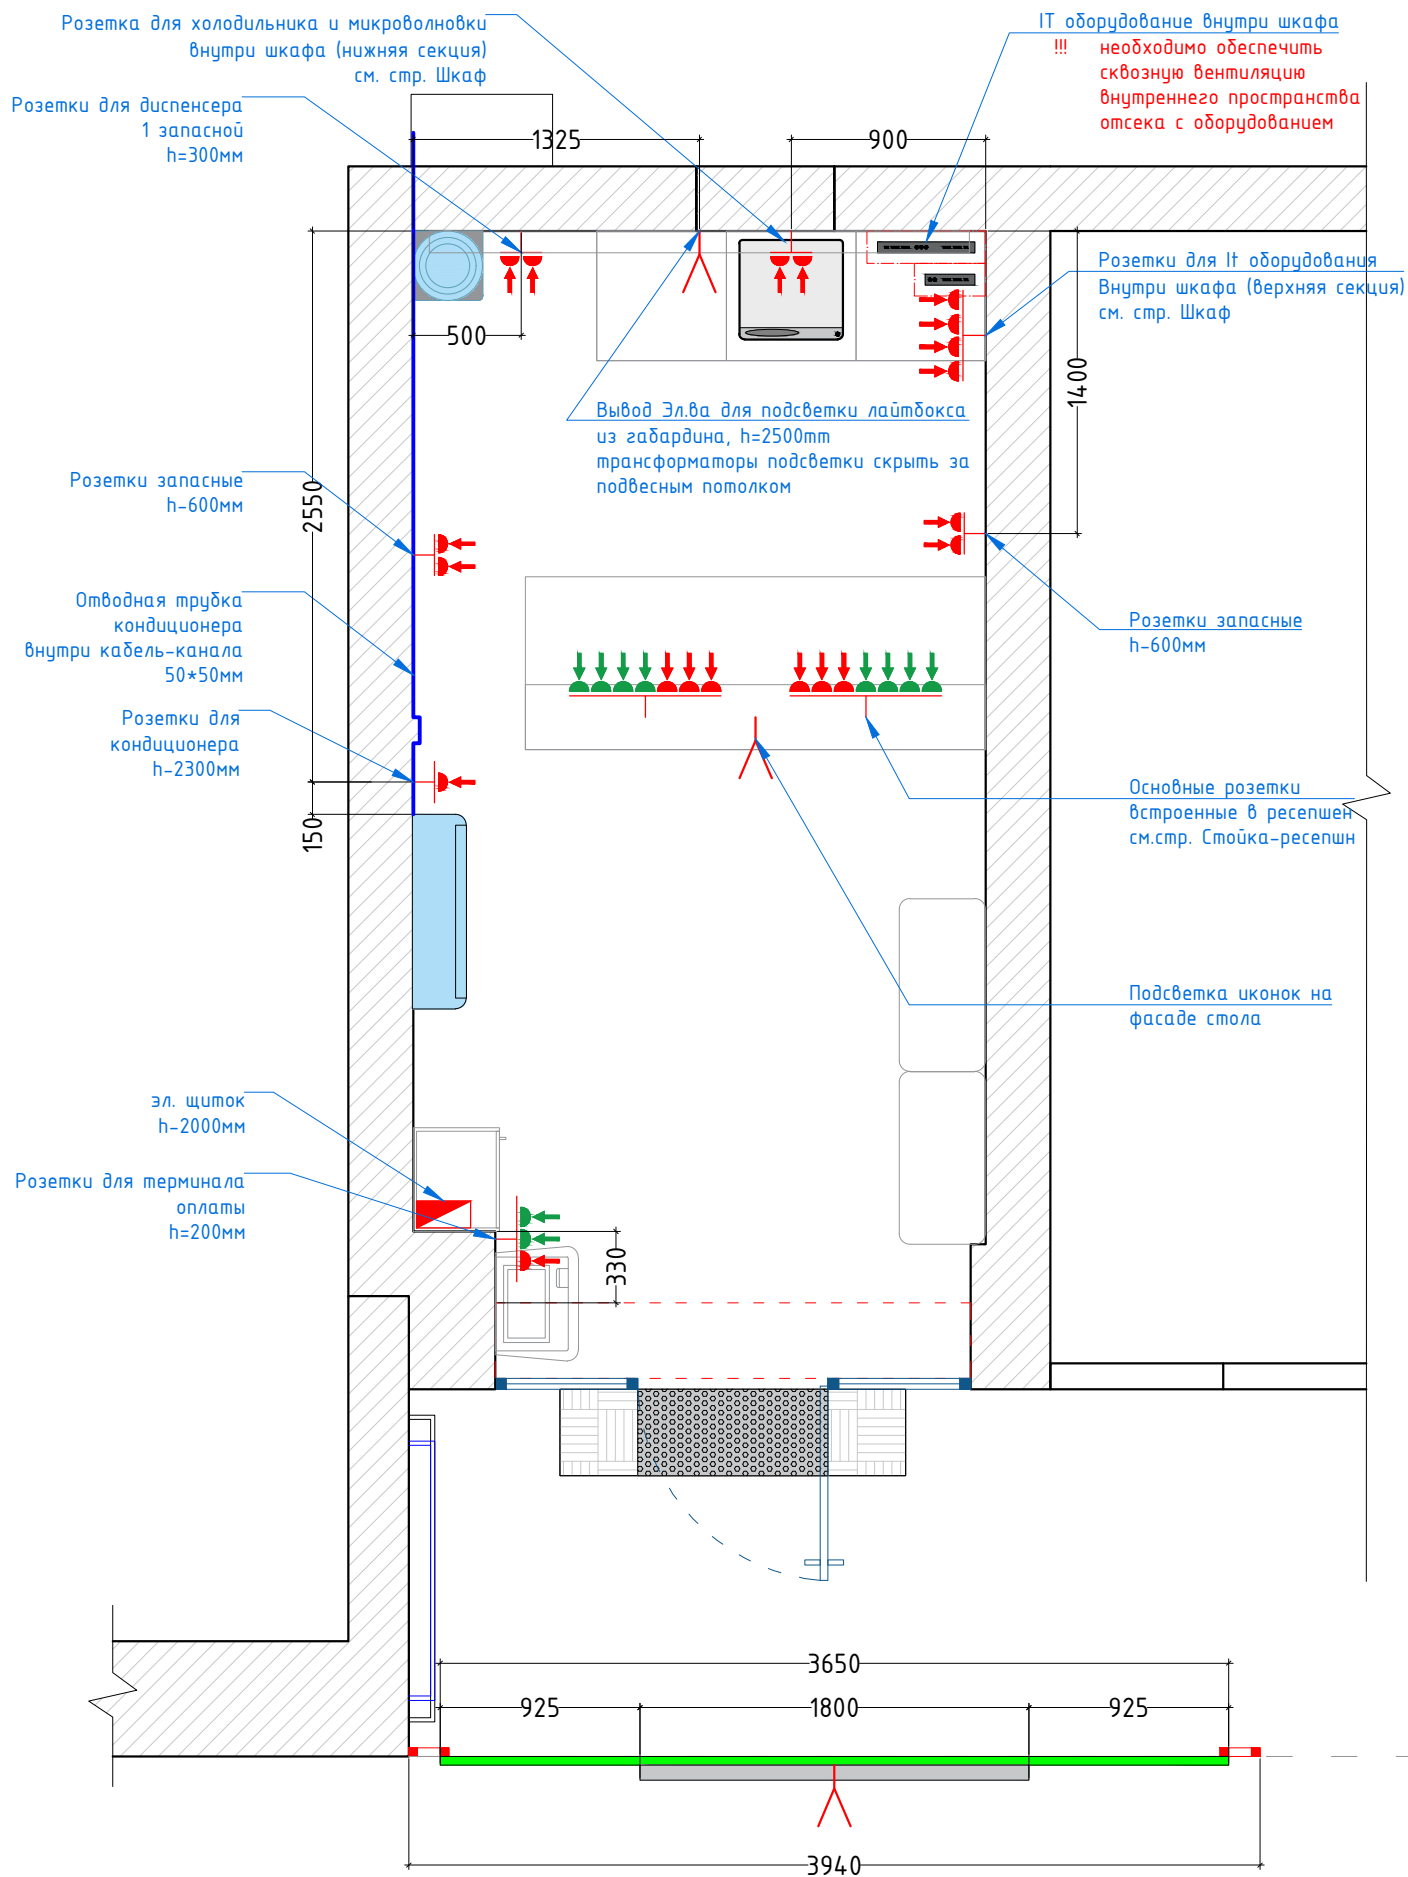 Розетка для холодильника и микроволновки
внутри шкафа (нижняя секция)
см. стр. Шкаф
IT оборудование внутри шкафа
!!! необходимо обеспечить
сквозную вентиляцию
внутреннего пространства
отсека с оборудованием
Розетки для диспенсера
1 запасной
h=300мм
1325
900
Розетки для It оборудования
Внутри шкафа (верхняя секция)
см. стр. Шкаф
500
1400
Вывод Эл.ва для подсветки лайтбокса
из габардина, h=2500mm
трансформаторы подсветки скрыть за
подвесным потолком
Розетки запасные
h-600мм
2550
Отводная трубка
кондиционера
внутри кабель-канала
50*50мм
Розетки запасные
h-600мм
Розетки для
кондиционера
h-2300мм
150
Основные розетки
встроенные в ресепшен
см.стр. Стойка-ресепшн
Подсветка иконок на
фасаде стола
эл. щиток
h-2000мм
Розетки для терминала
оплаты
h=200мм
330
3650
925
1800
925
3940